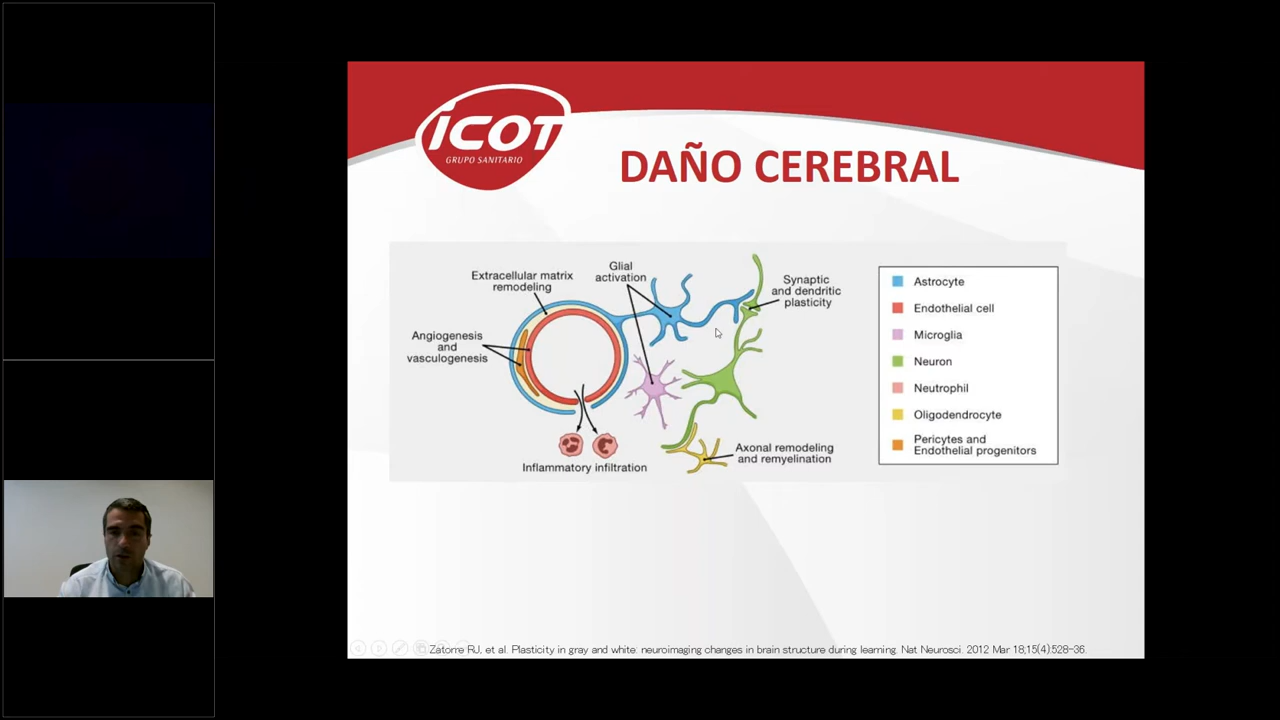 ICOT
GRUPO SANITARIO
DAÑO CEREBRAL
Extracellular matrix
remodeling
Glial
activation
Synaptic
and dendritic
plasticity
Angiogenesis
and
vasculogenesis
Inflammatory infiltration
Axonal remodeling
and remyelination
Astrocyte
Endothelial cell
Microglia
Neuron
Neutrophil
Oligodendrocyte
Pericytes and
Endothelial progenitors
Zatorre RJ, et al. Plasticity in gray and white: neuroimaging changes in brain structure during learning. Nat Neurosci. 2012 Mar 18;15(4):528-36.